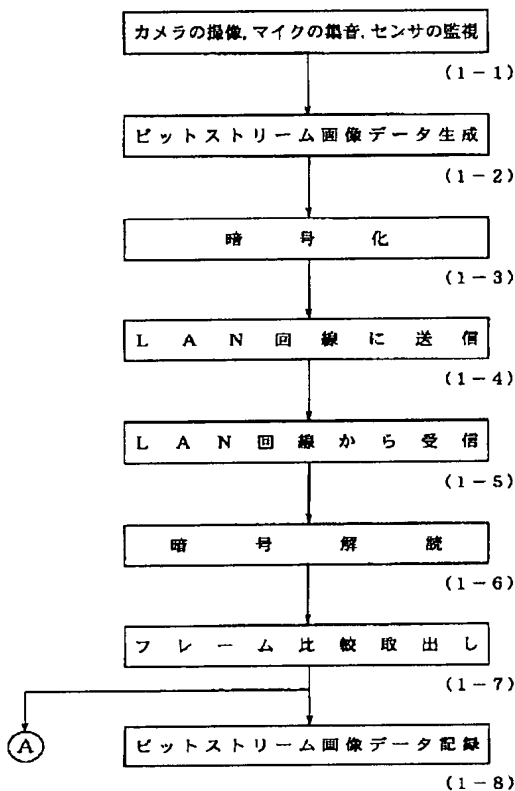 カメラの撮像,マイクの集音,センサの監視
(1-1)
ビットストリーム画像データ生成
(1-2)
暗号化
(1-3)
LAN回線に送信
(1-4)
LAN回線から受信
(1-5)
暗号解読
(1-6)
フレーム比較取出し
(1-7)
A
ビットストリーム画像データ記録
(1-8)